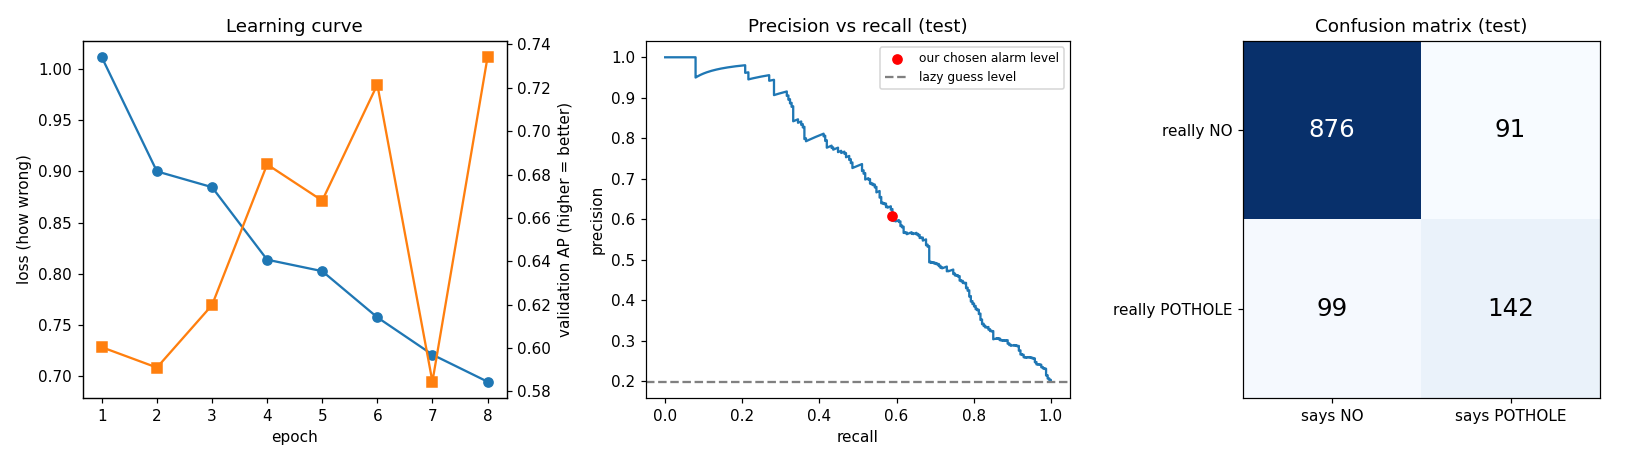 Learning curve
loss (how wrong)
1.00
0.95
0.90
0.85
0.80
0.75
0.70
1 2 3 4 5 6 7 8
epoch
0.74
0.72
0.70
0.68
0.66
0.64
0.62
0.60
0.58
validation AP (higher = better)
Precision vs recall (test)
our chosen alarm level
lazy guess level
precision
1.0
0.9
0.8
0.7
0.6
0.5
0.4
0.3
0.2
0.0 0.2 0.4 0.6 0.8 1.0
recall
Confusion matrix (test)
really NO
876 91
really POTHOLE
99 142
says NO says POTHOLE